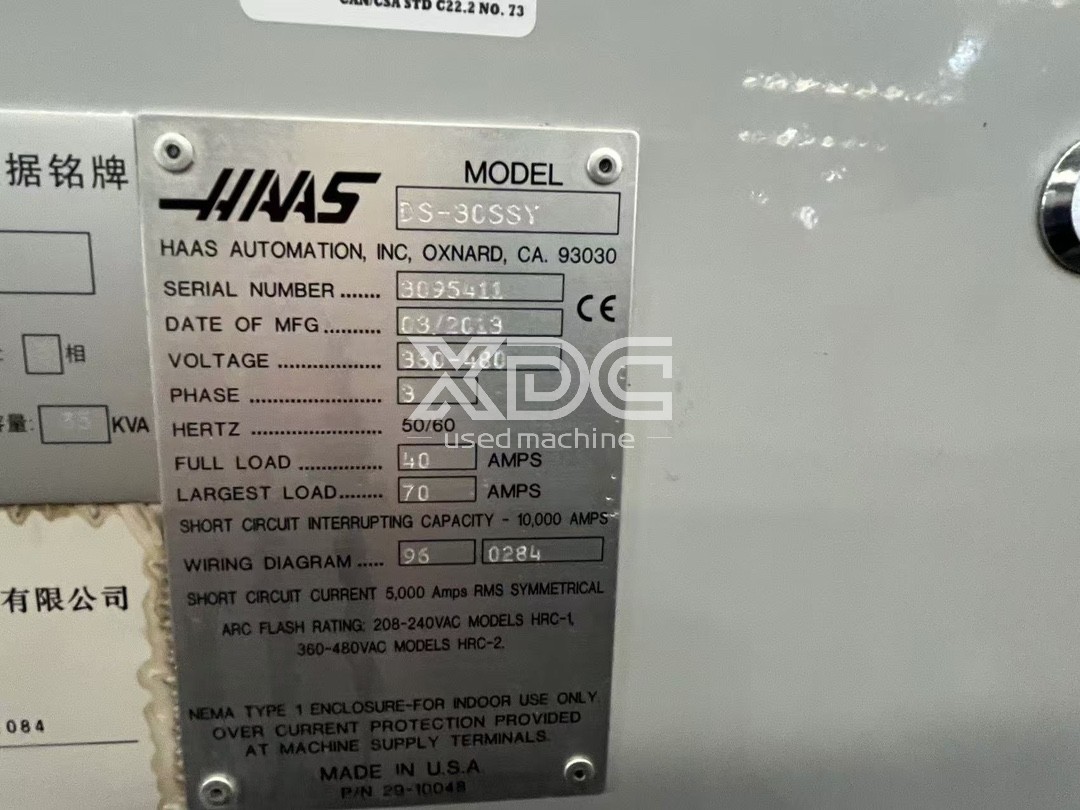 CAN/CSA STD C22.2 NO. 73
据铭牌
相
35 KVA
有限公司
084
HAAS
MODEL
DS-30SSY
HAAS AUTOMATION, INC, OXNARD, CA. 93030
SERIAL NUMBER ....... 3095411
CE
DATE OF MFG .......... 03/2013
VOLTAGE .................. 360-480
PHASE ....................... 3
HERTZ ....................... 50/60
FULL LOAD ............... 40 AMPS
LARGEST LOAD........ 70 AMPS
SHORT CIRCUIT INTERRUPTING CAPACITY - 10,000 AMPS
WIRING DIAGRAM ..... 96 0284
SHORT CIRCUIT CURRENT 5,000 Amps RMS SYMMETRICAL
ARC FLASH RATING: 208-240VAC MODELS HRC-1,
360-480VAC MODELS HRC-2.
NEMA TYPE 1 ENCLOSURE-FOR INDOOR USE ONLY.
OVER CURRENT PROTECTION PROVIDED
AT MACHINE SUPPLY TERMINALS.
MADE IN U.S.A.
P/N 29-10048
XDG
used machine